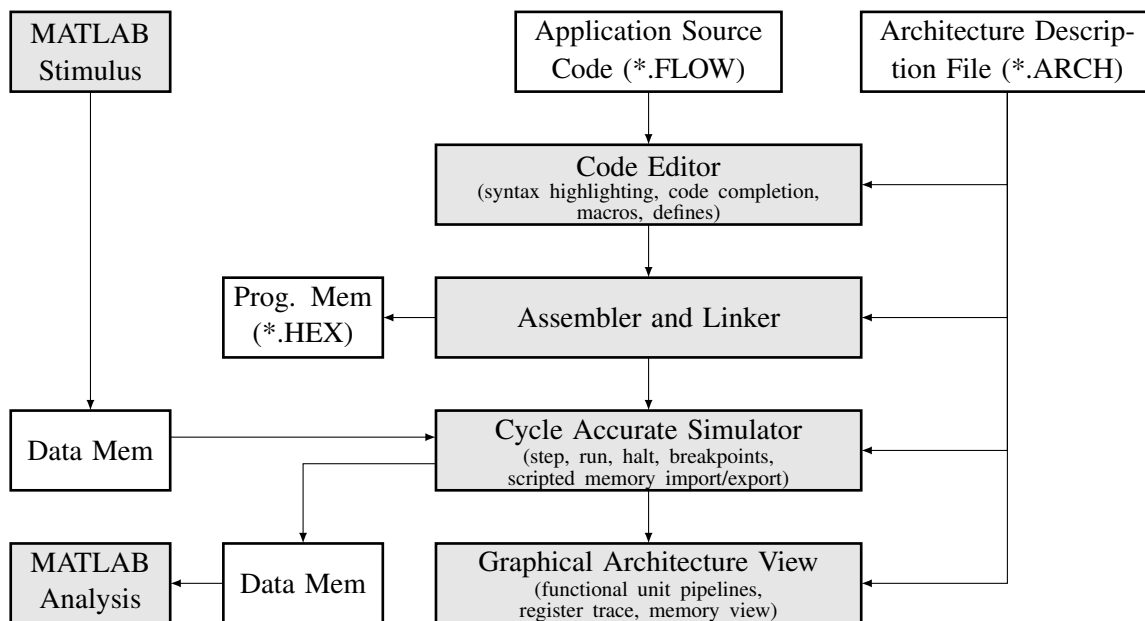 MATLAB
Stimulus
Application Source
Code (*.FLOW)
Architecture Descrip-
tion File (*.ARCH)
Code Editor
(syntax highlighting, code completion,
macros, defines)
Prog. Mem
(*.HEX)
Assembler and Linker
Data Mem
Cycle Accurate Simulator
(step, run, halt, breakpoints,
scripted memory import/export)
MATLAB
Analysis
Data Mem
Graphical Architecture View
(functional unit pipelines,
register trace, memory view)